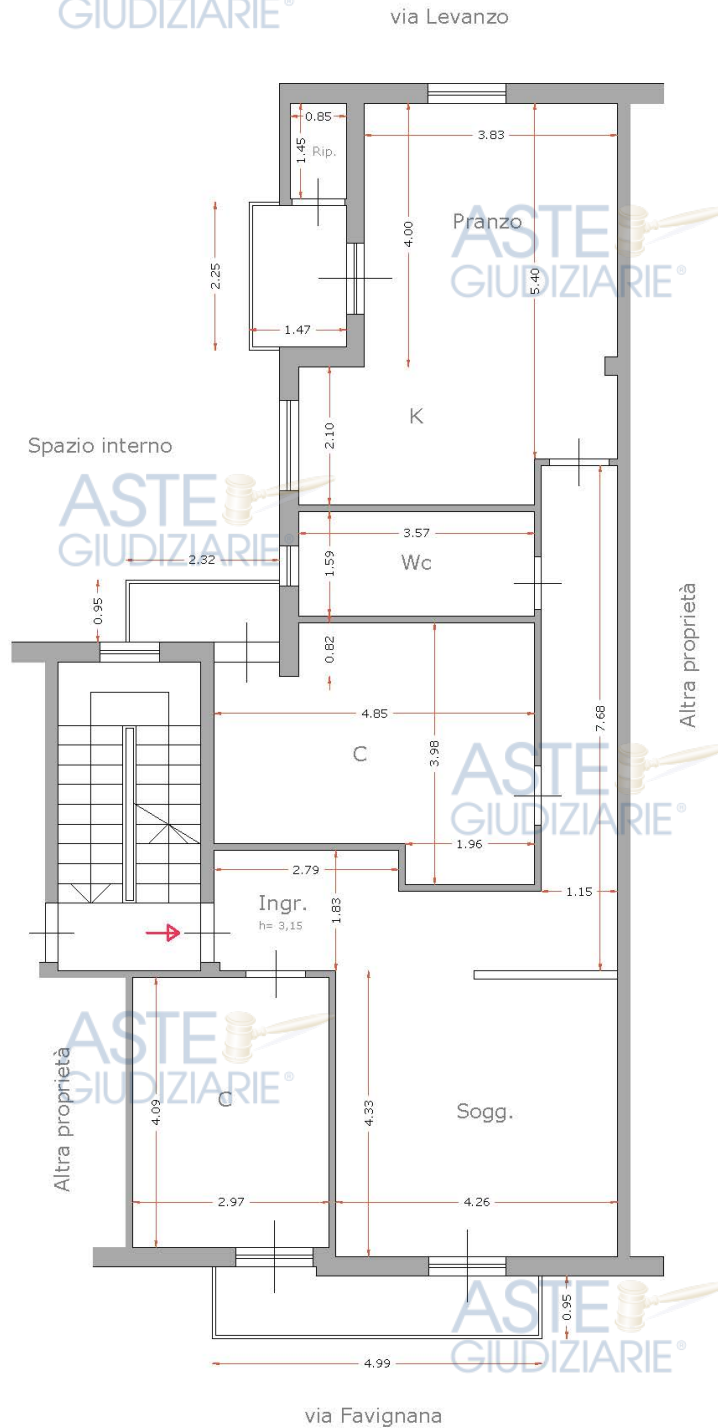 GIUDIZIARIE®
via Levanzo
0.85
1.45
Rip.
3.83
4.00
Pranzo
ASTE
GIUDIZIARIE®
5.40
2.25
1.47
K
2.10
Spazio interno
ASTE
GIUDIZIARIE®
2.32
3.57
1.59
Wc
0.95
0.82
Altra proprietà
4.85
7.68
C
3.98
ASTE
GIUDIZIARIE®
1.96
2.79
1.15
Ingr.
h= 3,15
1.83
ASTE
GIUDIZIARIE®
Altra proprietà
C
4.09
4.33
Sogg.
2.97
4.26
ASTE
GIUDIZIARIE®
0.95
4.99
via Favignana